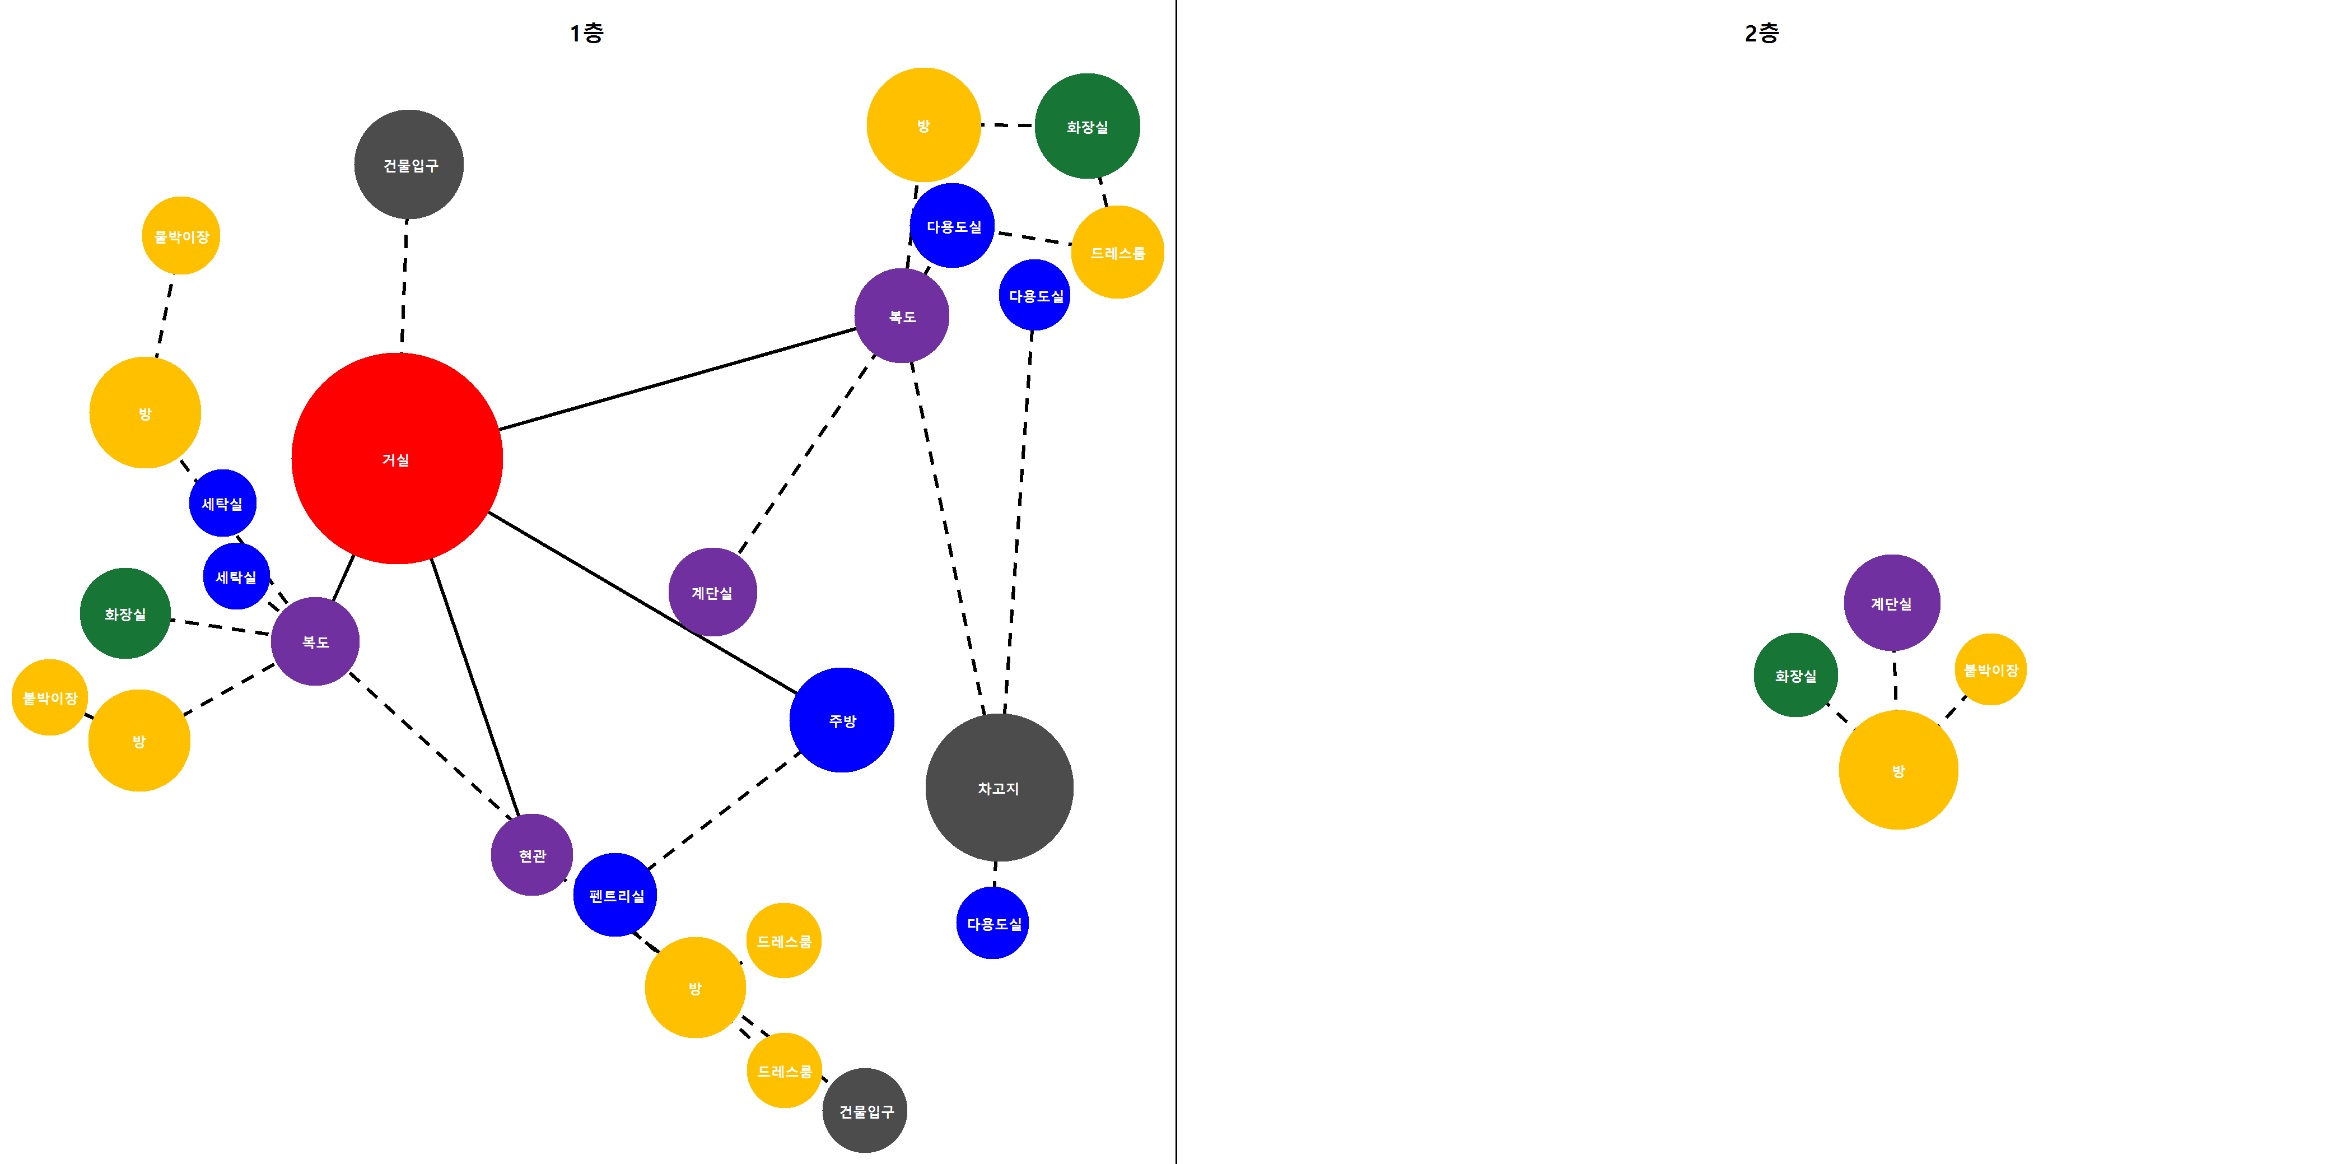 1층
2층
방
화장실
건물입구
다용도실
붙박이장
드레스룸
다용도실
복도
방
거실
세탁실
세탁실
계단실
계단실
화장실
복도
붙박이장
화장실
붙박이장
주방
방
방
차고지
현관
펜트리실
다용도실
드레스룸
방
드레스룸
건물입구